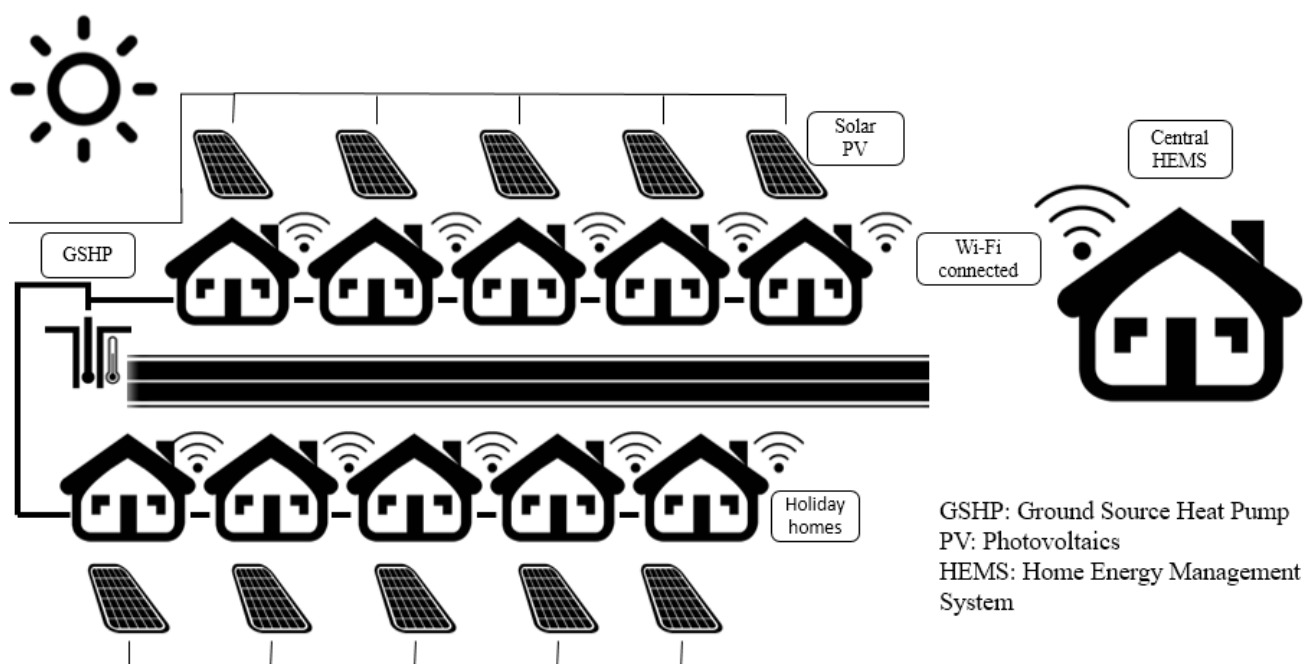 Solar
PV
Central
HEMS
GSHP
Wi-Fi
connected
Holiday
homes
GSHP: Ground Source Heat Pump
PV: Photovoltaics
HEMS: Home Energy Management
System